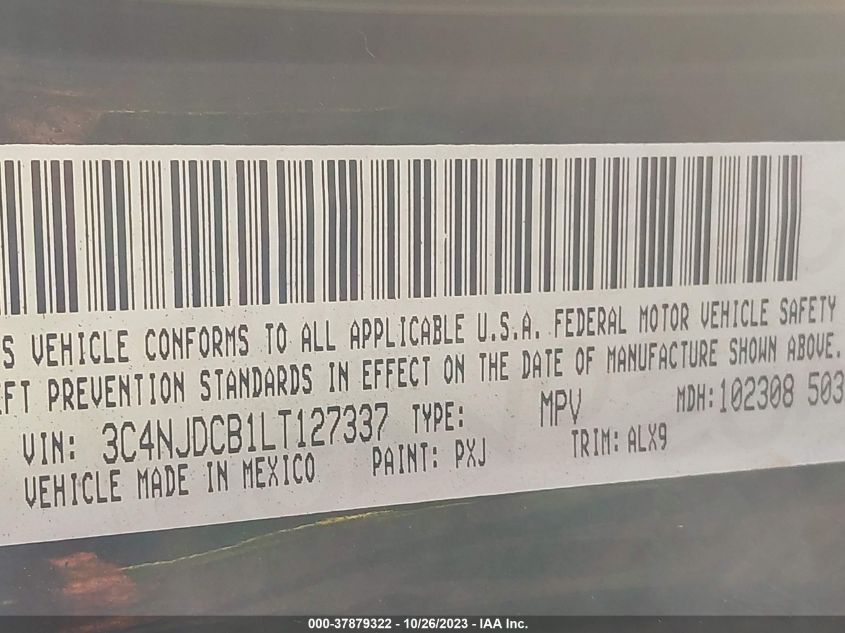 S VEHICLE CONFORMS TO ALL APPLICABLE U.S.A. FEDERAL MOTOR VEHICLE SAFETY
EFT PREVENTION STANDARDS IN EFFECT ON THE DATE OF MANUFACTURE SHOWN ABOVE.
VIN: 3C4NJDCB1LT127337 TYPE: MPV MDH:102308 503
VEHICLE MADE IN MEXICO PAINT: PXJ TRIM: ALX9
000-37879322 - 10/26/2023 - IAA Inc.